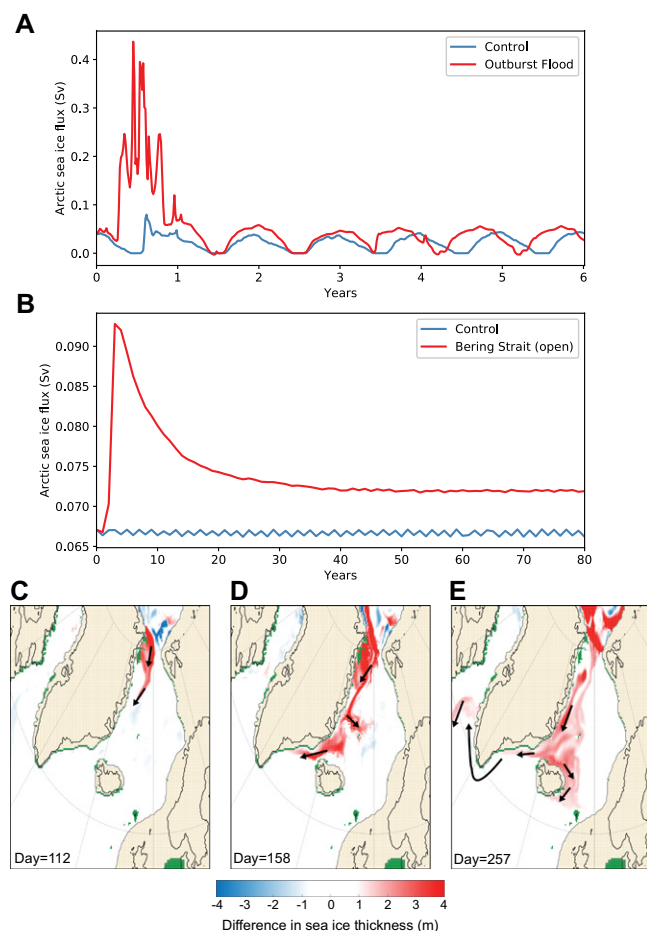 A
Control
Outburst Flood
Arctic sea ice flux (Sv)
0.4
0.3
0.2
0.1
0.0
0 1 2 3 4 5 6
Years
B
Control
Bering Strait (open)
Arctic sea ice flux (Sv)
0.090
0.085
0.080
0.075
0.070
0.065
0 10 20 30 40 50 60 70 80
Years
C D E
Day=112 Day=158 Day=257
-4 -3 -2 -1 0 1 2 3 4
Difference in sea ice thickness (m)